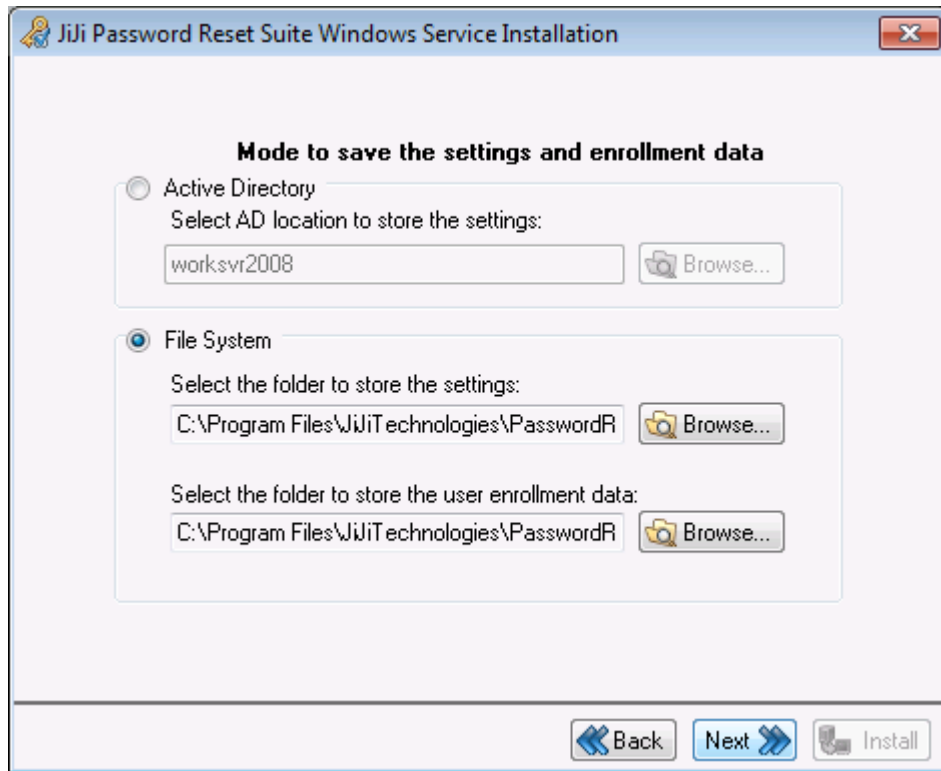 JiJi Password Reset Suite Windows Service Installation
Mode to save the settings and enrollment data
Active Directory
Select AD location to store the settings:
worksvr2008
Browse...
File System
Select the folder to store the settings:
C:\Program Files\JiJiTechnologies\PasswordR
Browse...
Select the folder to store the user enrollment data:
C:\Program Files\JiJiTechnologies\PasswordR
Browse...
Back Next Install